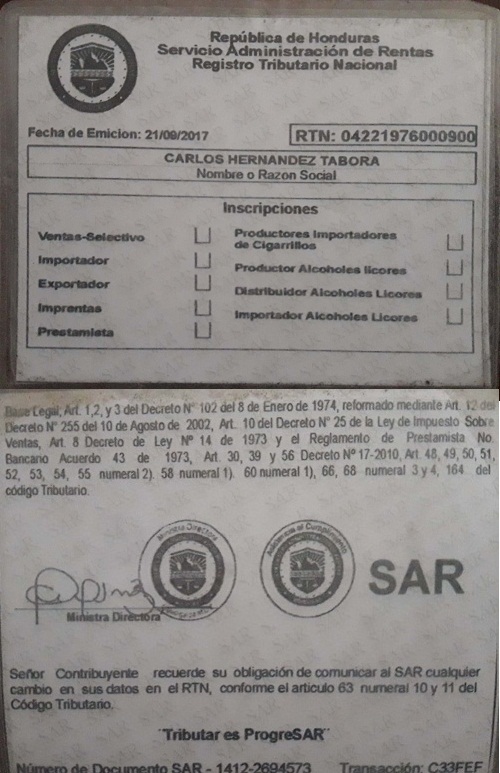 República de Honduras
Servicio Administración de Rentas
Registro Tributario Nacional
Fecha de Emicion: 21/09/2017
RTN: 04221976000900
CARLOS HERNANDEZ TABORA
Nombre o Razon Social
Inscripciones
Ventas-Selectivo
Importador
Exportador
Imprentas
Prestamista
Productores Importadores
de Cigarrillos
Productor Alcoholes licores
Distribuidor Alcoholes Licores
Importador Alcoholes Licores
Base Legal; Art. 1,2, y 3 del Decreto N° 102 del 8 de Enero de 1974, reformado mediante Art. 12 del
Decreto N° 255 del 10 de Agosto de 2002, Art. 10 del Decreto N° 25 de la Ley de Impuesto Sobre
Ventas, Art. 8 Decreto de Ley Nº 14 de 1973 y el Reglamento de Prestamista No
Bancano Acuerdo 43 de 1973, Art. 30, 39 y 56 Decreto Nº 17-2010, Art. 48, 49, 50, 51,
52, 53, 54, 55 numeral 2). 58 numeral 1). 60 numeral 1), 66, 68 numeral 3 y 4, 164 del
código Tributario.
Ministra Directora
Ministra Directora
SAR
Señor Contribuyente recuerde su obligación de comunicar al SAR cualquier
cambio en sus datos en el RTN, conforme el articulo 63 numeral 10 y 11 del
Código Tributario.
"Tributar es ProgreSAR"
Número de Documento SAR - 1412-2694573 Transacción: C33FEF